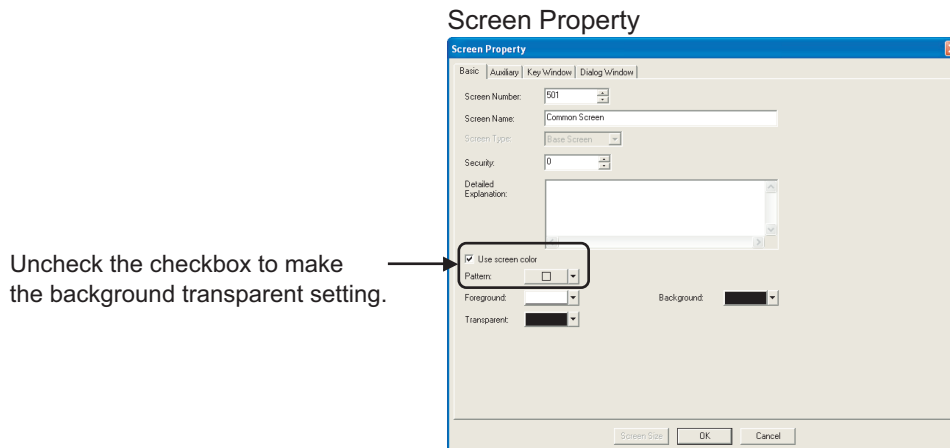 Screen Property
Screen Property
Basic Auxiliary Key Window Dialog Window
Screen Number: 501
Screen Name: Common Screen
Screen Type: Base Screen
Security: 0
Detailed
Explanation:
Uncheck the checkbox to make
the background transparent setting.
Use screen color
Pattern:
Foreground: Background:
Transparent:
Screen Size OK Cancel